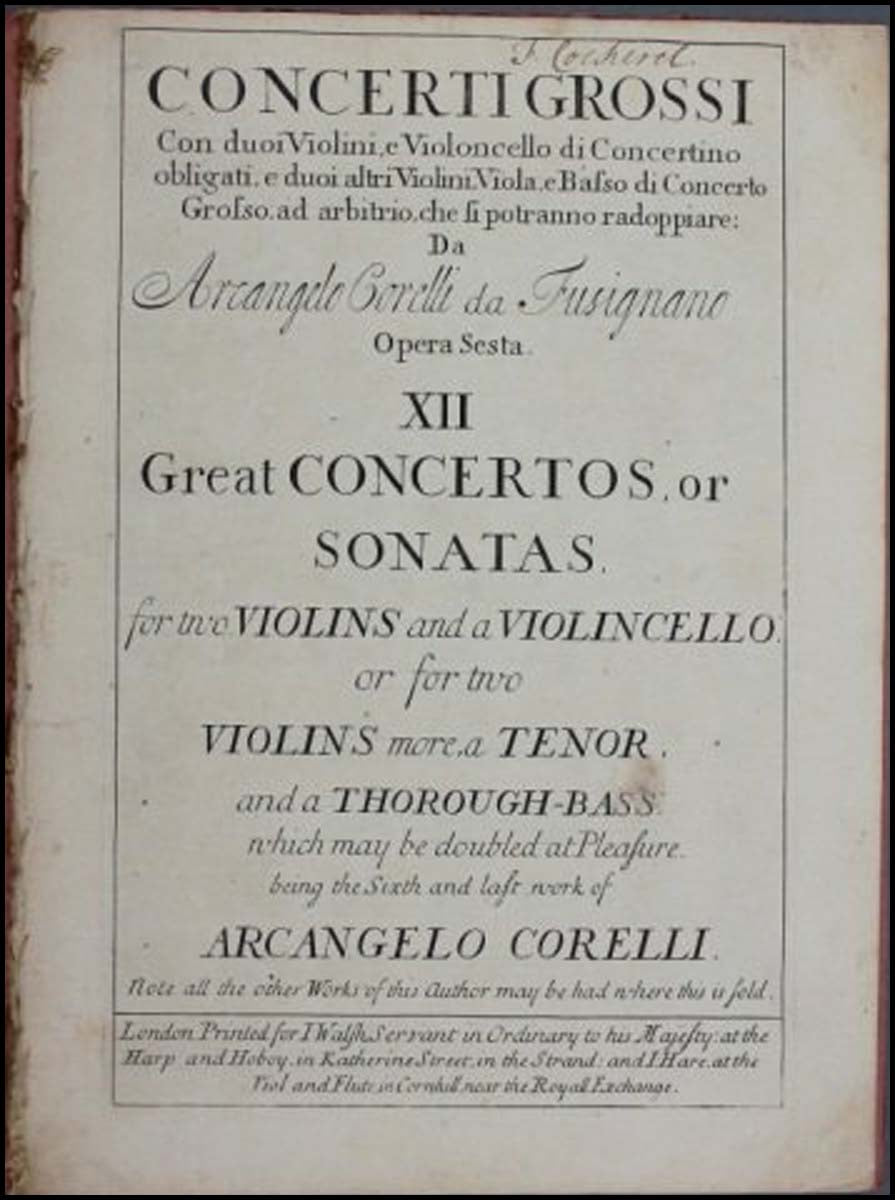 CONCERTI GROSSI
Con duoi Violini, e Violoncello di Concertino
obligati, e duoi altri Violini, Viola, e Baſso di Concerto
Groſso, ad arbitrio, che ſi potranno radoppiare;
Da
Arcangelo Corelli da Fusignano
Opera Sesta.
XII
Great CONCERTOS, or
SONATAS,
for two VIOLINS and a VIOLINCELLO.
or for two
VIOLINS more, a TENOR,
and a THOROUGH-BASS.
which may be doubled at Pleaſure.
being the Sixth and laſt work of
ARCANGELO CORELLI.
Note all the other Works of this Author may be had where this is ſold.
London Printed for I Walſh Servant in Ordinary to his Majeſty: at the
Harp and Hoboy, in Katherine Street, in the Strand: and I Hare, at the
Viol and Flute in Cornhill near the Royall Exchange.